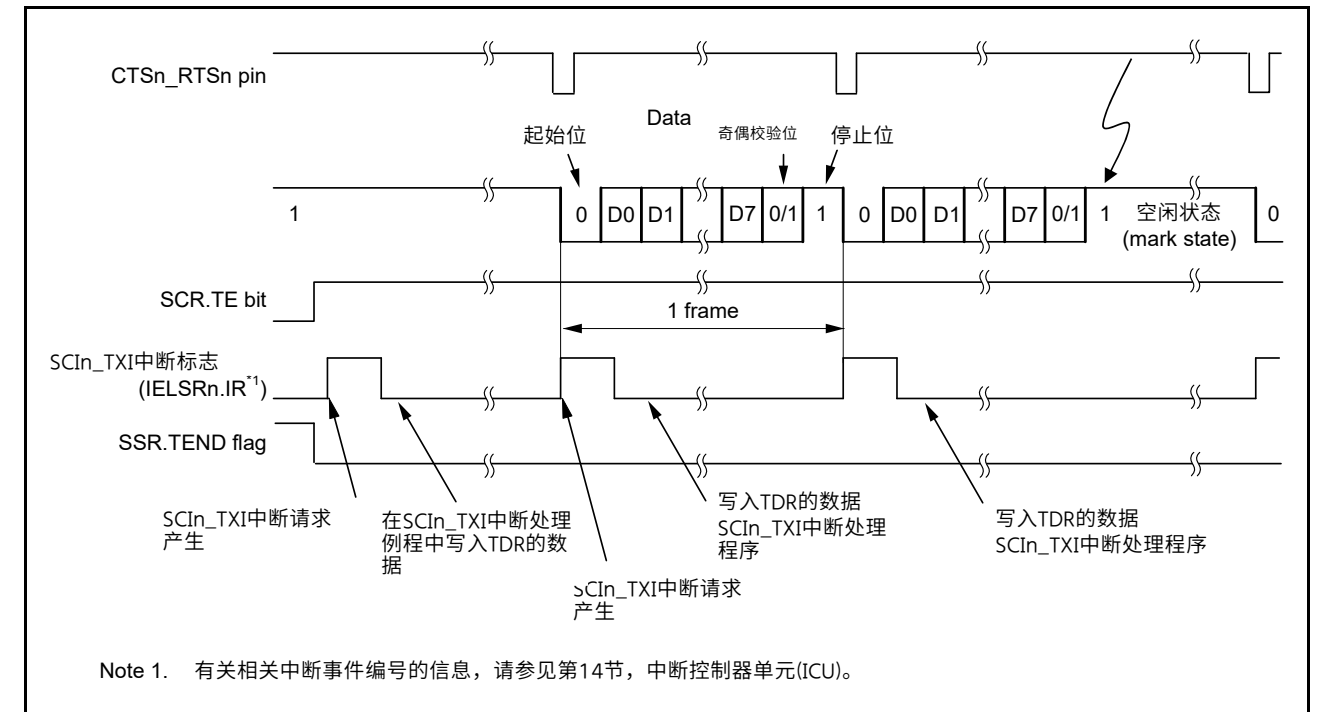 CTSn_RTSn pin
Data
起始位
奇偶校验位
停止位
1
0
D0
D1
D7
0/1
1
0
D0
D1
D7
0/1
1
空闲状态
(mark state)
0
SCR.TE bit
1 frame
SCIn_TXI中断标志
(IELSRn.IR*1)
SSR.TEND flag
SCIn_TXI中断请求
产生
在SCIn_TXI中断处理
例程中写入TDR的数
据
SCIn_TXI中断请求
产生
写入TDR的数据
SCIn_TXI中断处理
程序
写入TDR的数据
SCIn_TXI中断处理程序
Note 1. 有关相关中断事件编号的信息，请参见第14节，中断控制器单元(ICU)。